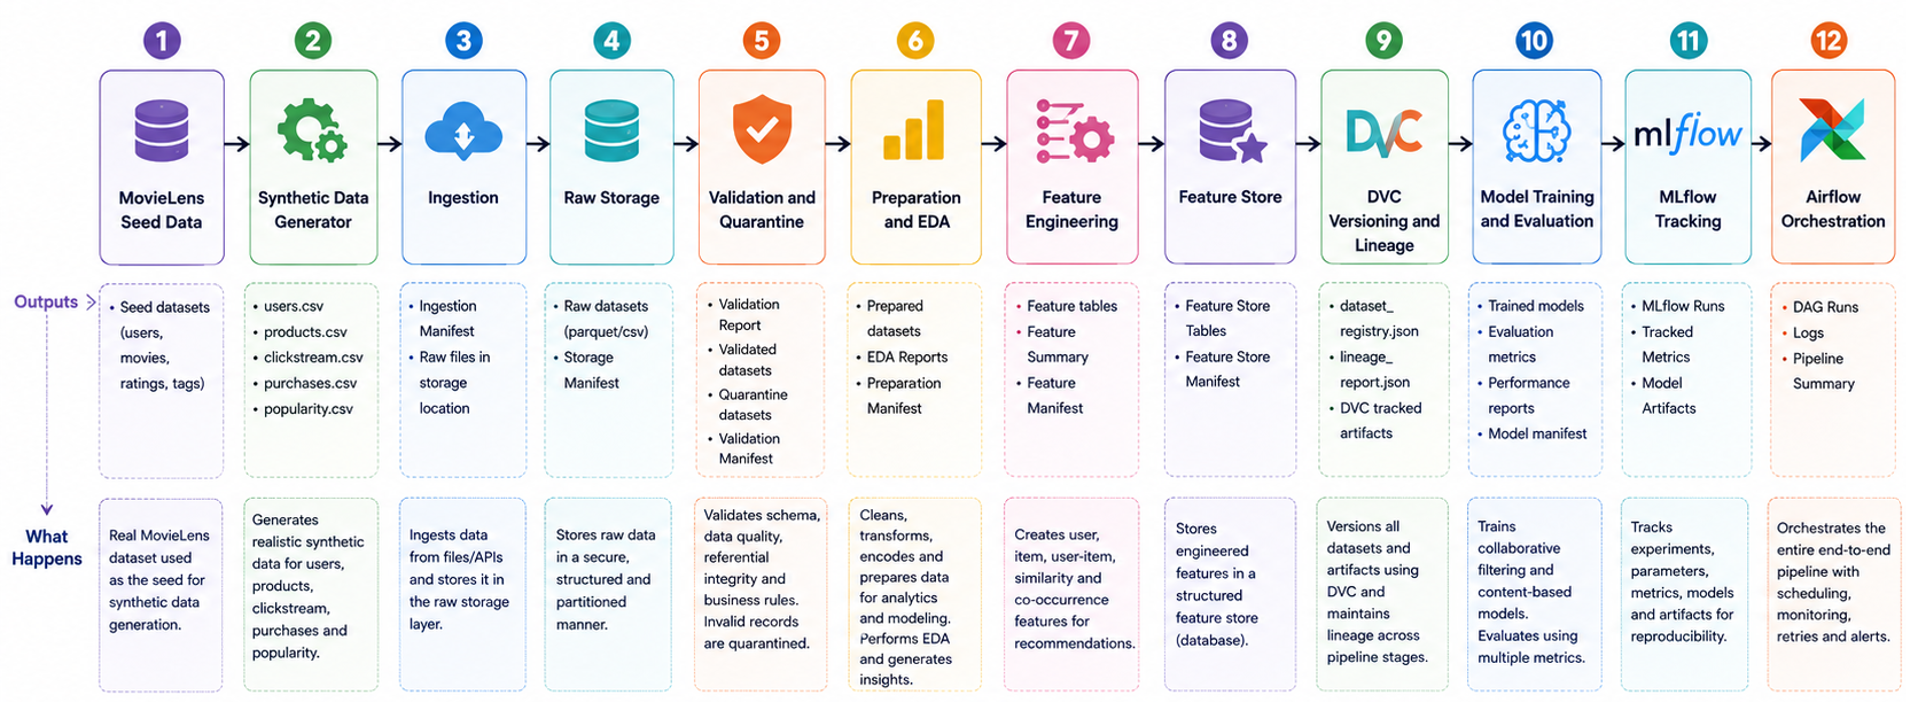 1
2
3
4
5
6
7
8
9
10
11
12
MovieLens
Seed Data
Synthetic Data
Generator
Ingestion
Raw Storage
Validation and
Quarantine
Preparation
and EDA
Feature
Engineering
Feature Store
DVC
DVC
Versioning and
Lineage
Model Training
and Evaluation
mlflow
MLflow
Tracking
Airflow
Orchestration
Outputs
• Seed datasets
(users,
movies,
ratings, tags)
• users.csv
• products.csv
• clickstream.csv
• purchases.csv
• popularity.csv
• Ingestion
Manifest
• Raw files in
storage
location
• Raw datasets
(parquet/csv)
• Storage
Manifest
• Validation
Report
• Validated
datasets
• Quarantine
datasets
• Validation
Manifest
• Prepared
datasets
• EDA Reports
• Preparation
Manifest
• Feature tables
• Feature
Summary
• Feature
Manifest
• Feature Store
Tables
• Feature Store
Manifest
• dataset_
registry.json
• lineage_
report.json
• DVC tracked
artifacts
• Trained models
• Evaluation
metrics
• Performance
reports
• Model manifest
• MLflow Runs
• Tracked
Metrics
• Model
Artifacts
• DAG Runs
• Logs
• Pipeline
Summary
What
Happens
Real MovieLens
dataset used
as the seed for
synthetic data
generation.
Generates
realistic synthetic
data for users,
products,
clickstream,
purchases and
popularity.
Ingests data
from files/APIs
and stores it in
the raw storage
layer.
Stores raw data
in a secure,
structured and
partitioned
manner.
Validates schema,
data quality,
referential
integrity and
business rules.
Invalid records
are quarantined.
Cleans,
transforms,
encodes and
prepares data
for analytics
and modeling.
Performs EDA
and generates
insights.
Creates user,
item, user-item,
similarity and
co-occurrence
features for
recommendations.
Stores
engineered
features in a
structured
feature store
(database).
Versions all
datasets and
artifacts using
DVC and
maintains
lineage across
pipeline stages.
Trains
collaborative
filtering and
content-based
models.
Evaluates using
multiple metrics.
Tracks
experiments,
parameters,
metrics, models
and artifacts for
reproducibility.
Orchestrates the
entire end-to-end
pipeline with
scheduling,
monitoring,
retries and alerts.